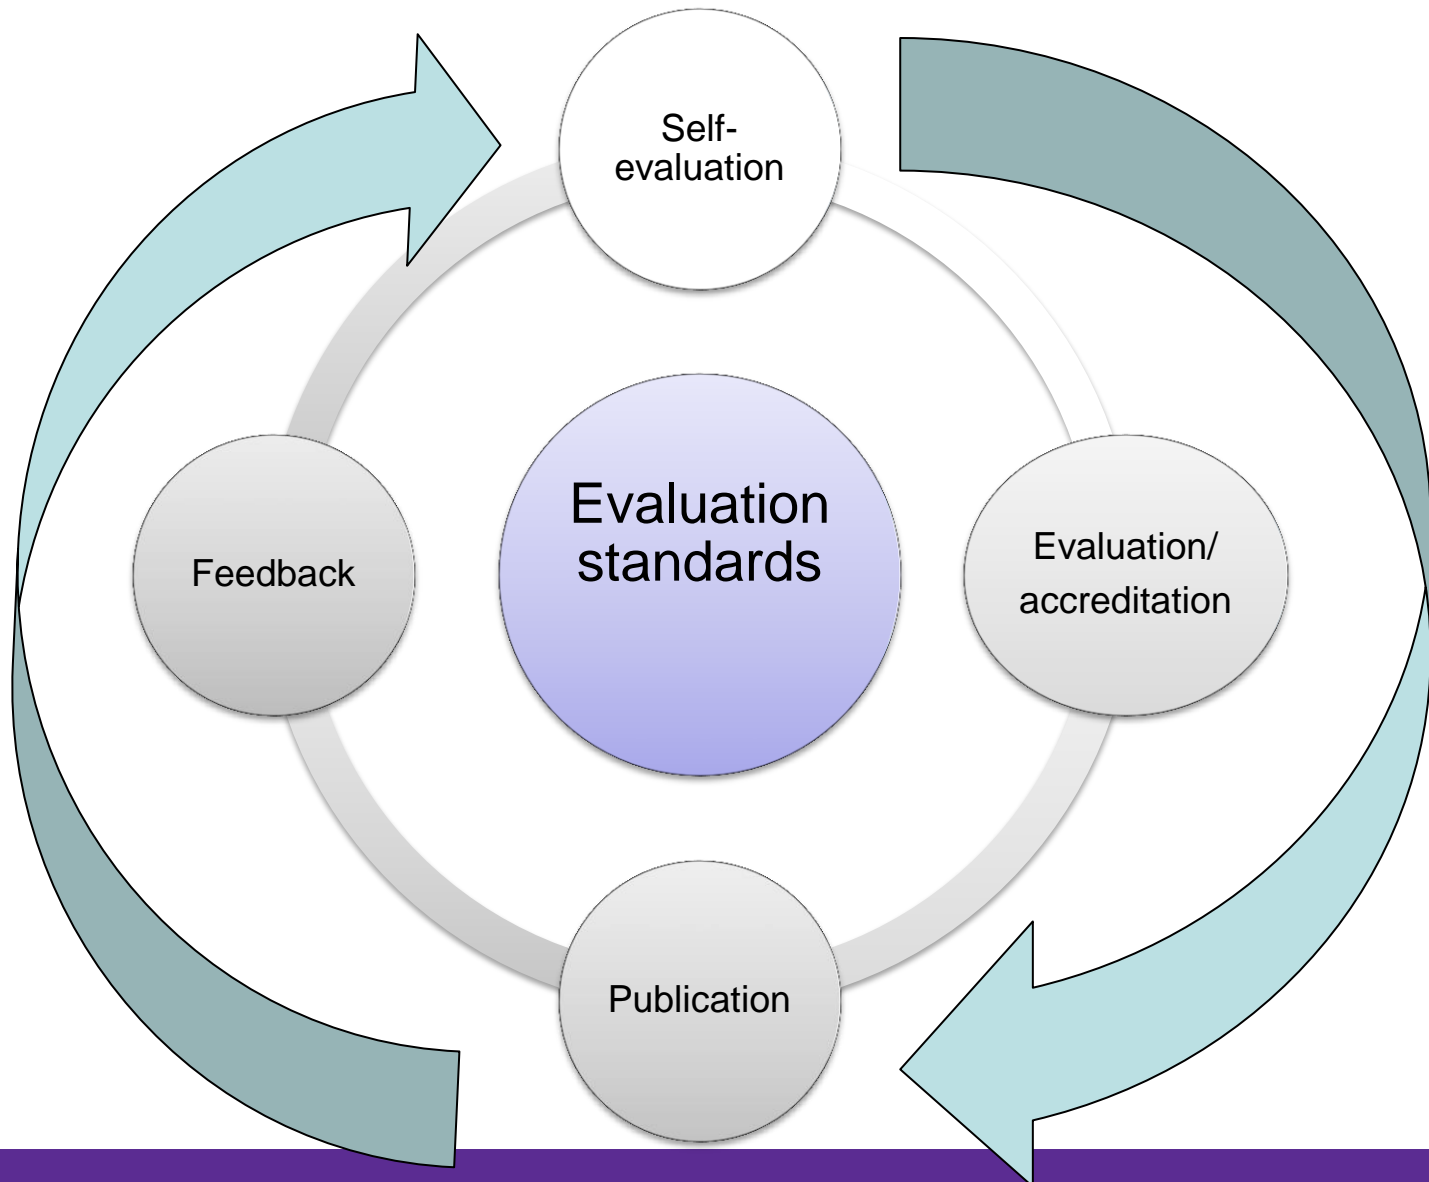 Self-
evaluation
Evaluation
standards
Feedback
Evaluation/
accreditation
Publication